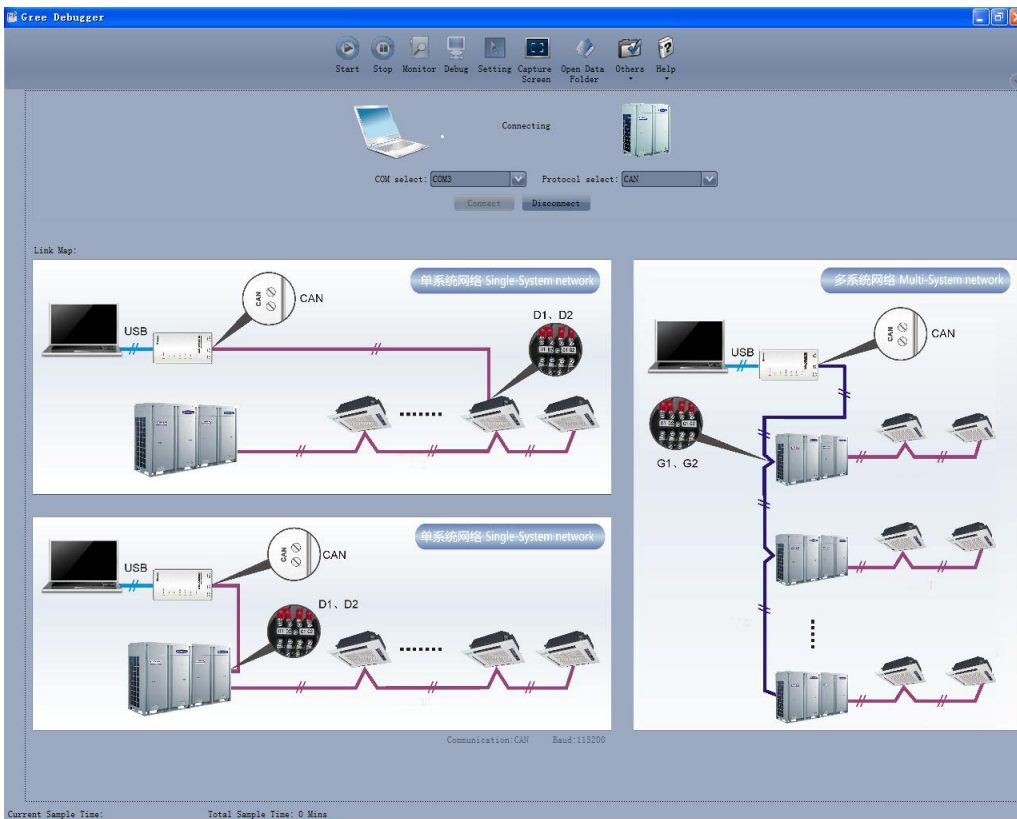 Gree Debugger
Start Stop Monitor Debug Setting Capture Screen Open Data Folder Others Help
Connecting
COM select: COM3 Protocol select: CAN
Connect Disconnect
Link Map:
单系统网络 Single-System network
CAN
CAN
USB
D1、D2
单系统网络 Single-System network
CAN
CAN
USB
D1、D2
多系统网络 Multi-System network
CAN
CAN
USB
G1、G2
Communication:CAN Baud:115200
Current Sample Time: Total Sample Time: 0 Mins